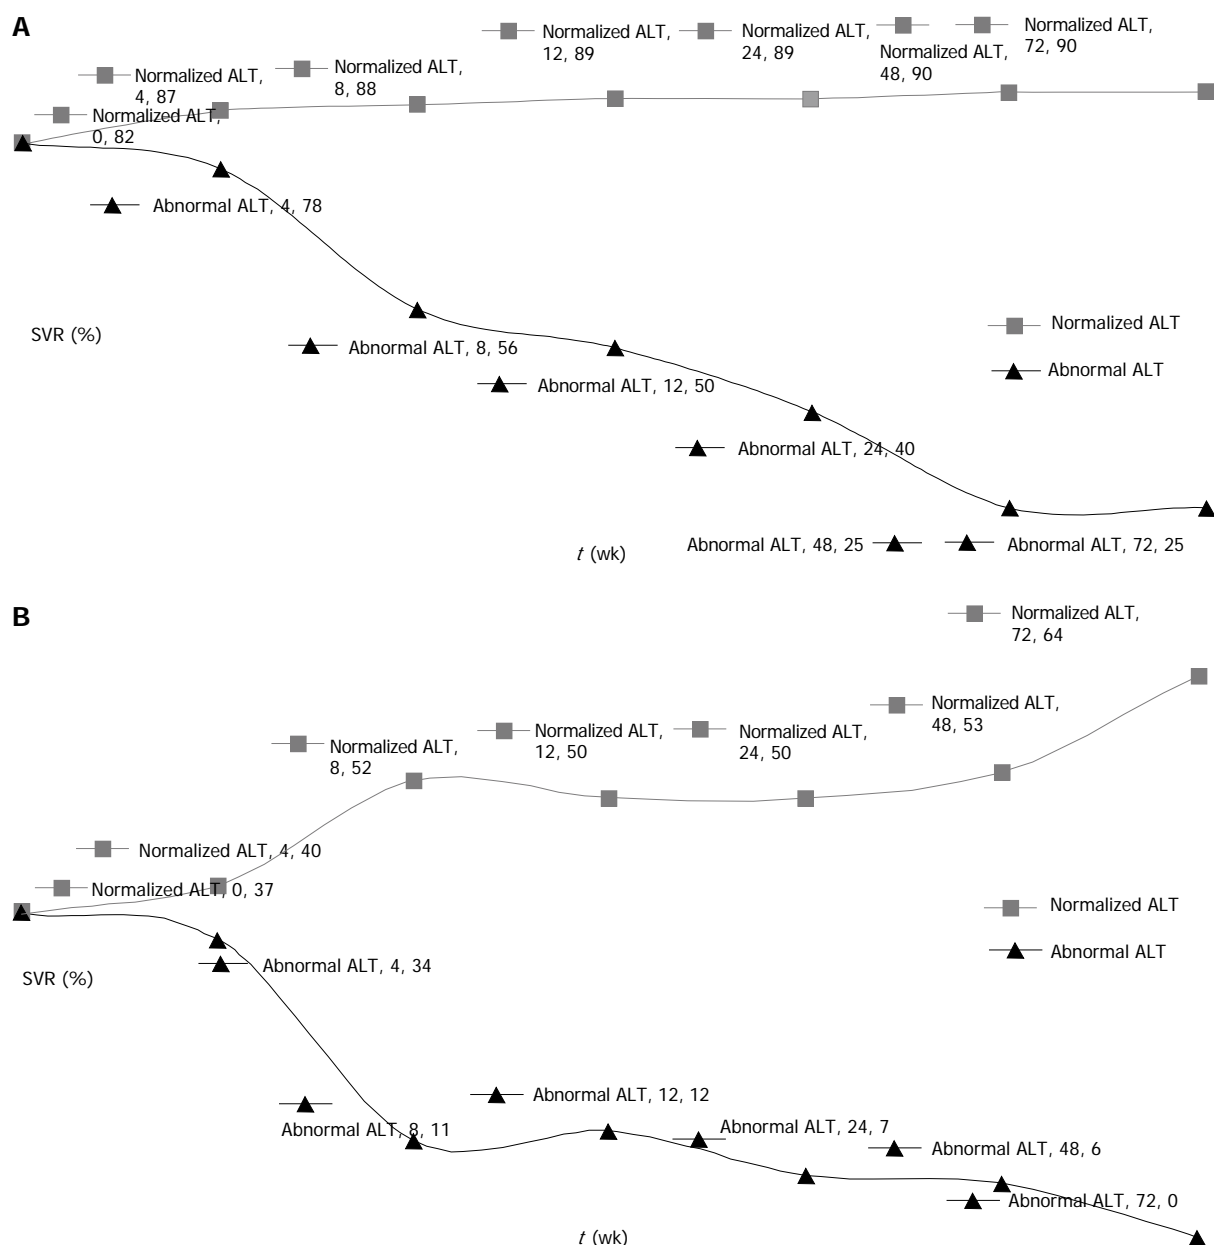 A
Normalized ALT,
12, 89
Normalized ALT,
24, 89
Normalized ALT,
48, 90
Normalized ALT,
72, 90
Normalized ALT,
4, 87
Normalized ALT,
8, 88
Normalized ALT,
0, 82
Abnormal ALT, 4, 78
SVR (%)
Normalized ALT
Abnormal ALT, 8, 56
Abnormal ALT
Abnormal ALT, 12, 50
Abnormal ALT, 24, 40
Abnormal ALT, 48, 25
Abnormal ALT, 72, 25
t (wk)
B
Normalized ALT,
72, 64
Normalized ALT,
48, 53
Normalized ALT,
12, 50
Normalized ALT,
24, 50
Normalized ALT,
8, 52
Normalized ALT, 4, 40
Normalized ALT, 0, 37
Normalized ALT
Abnormal ALT
Abnormal ALT, 4, 34
SVR (%)
Abnormal ALT, 12, 12
Abnormal ALT, 8, 11
Abnormal ALT, 24, 7
Abnormal ALT, 48, 6
Abnormal ALT, 72, 0
t (wk)